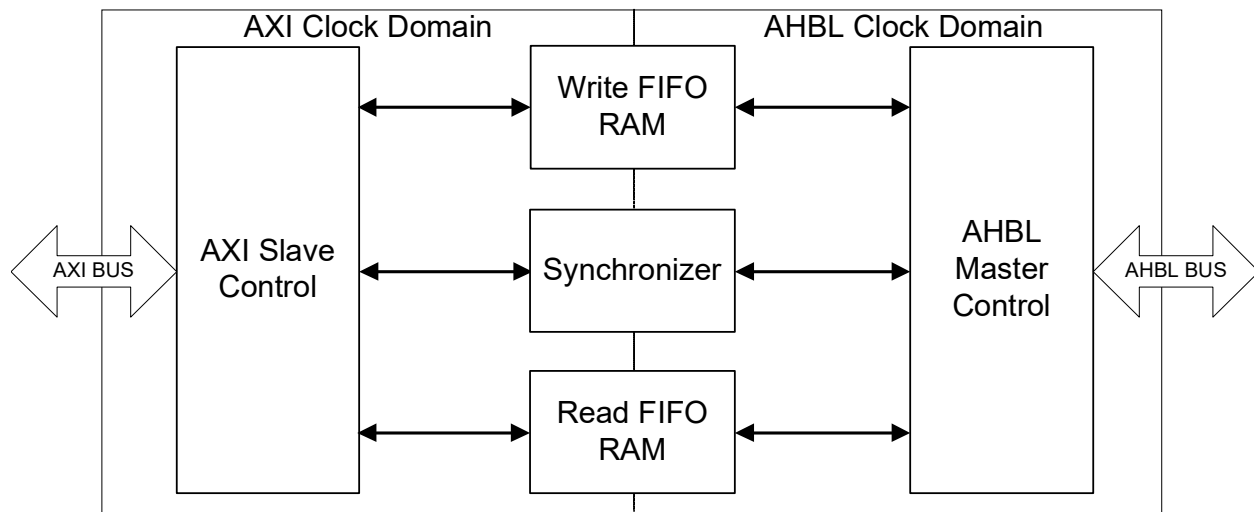 AXI Clock Domain
AHBL Clock Domain
Write FIFO
RAM
AXI BUS
AXI Slave
Control
Synchronizer
AHBL
Master
Control
AHBL BUS
Read FIFO
RAM